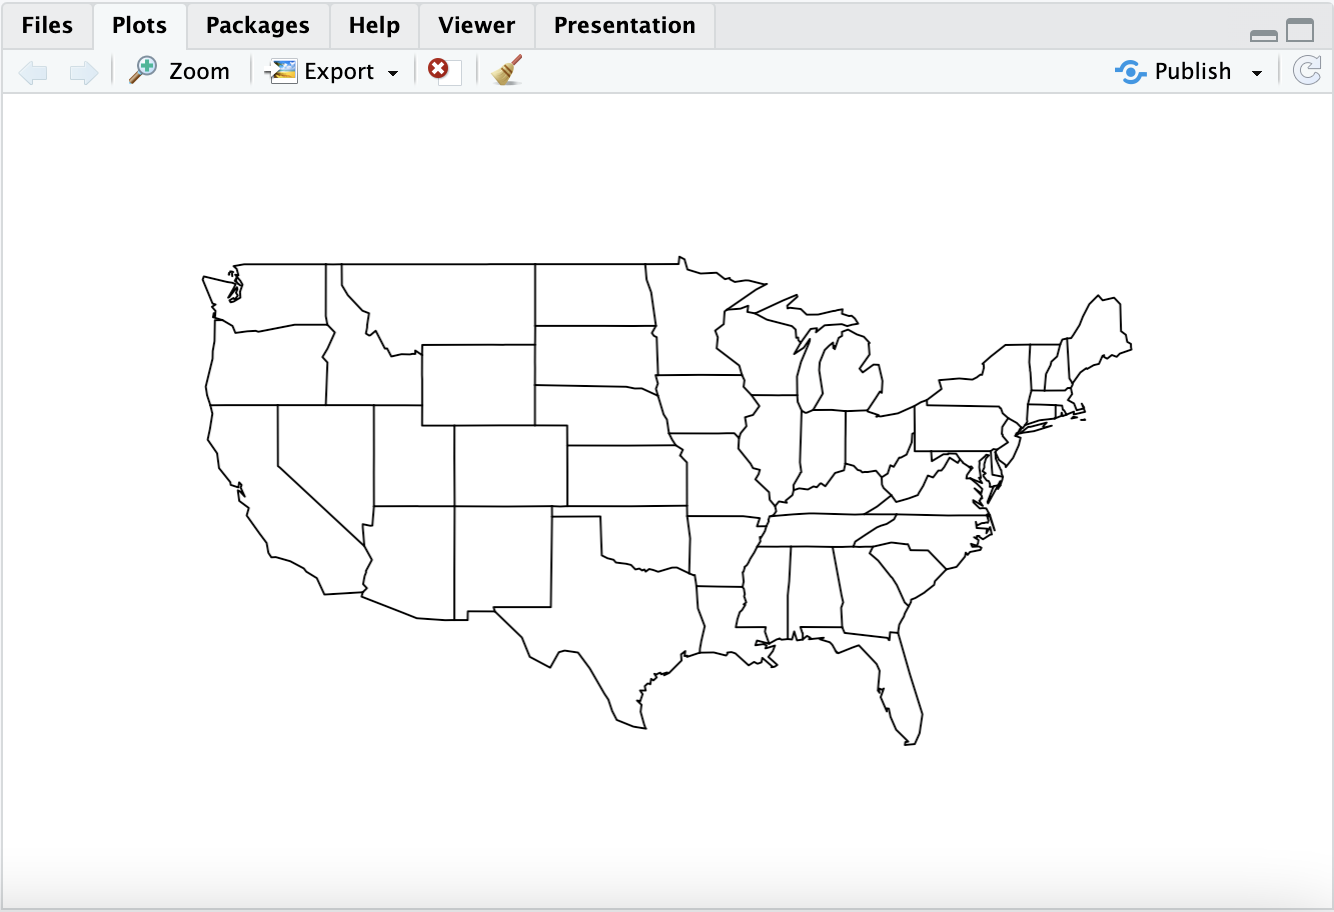 Files Plots Packages Help Viewer Presentation
Zoom Export Publish